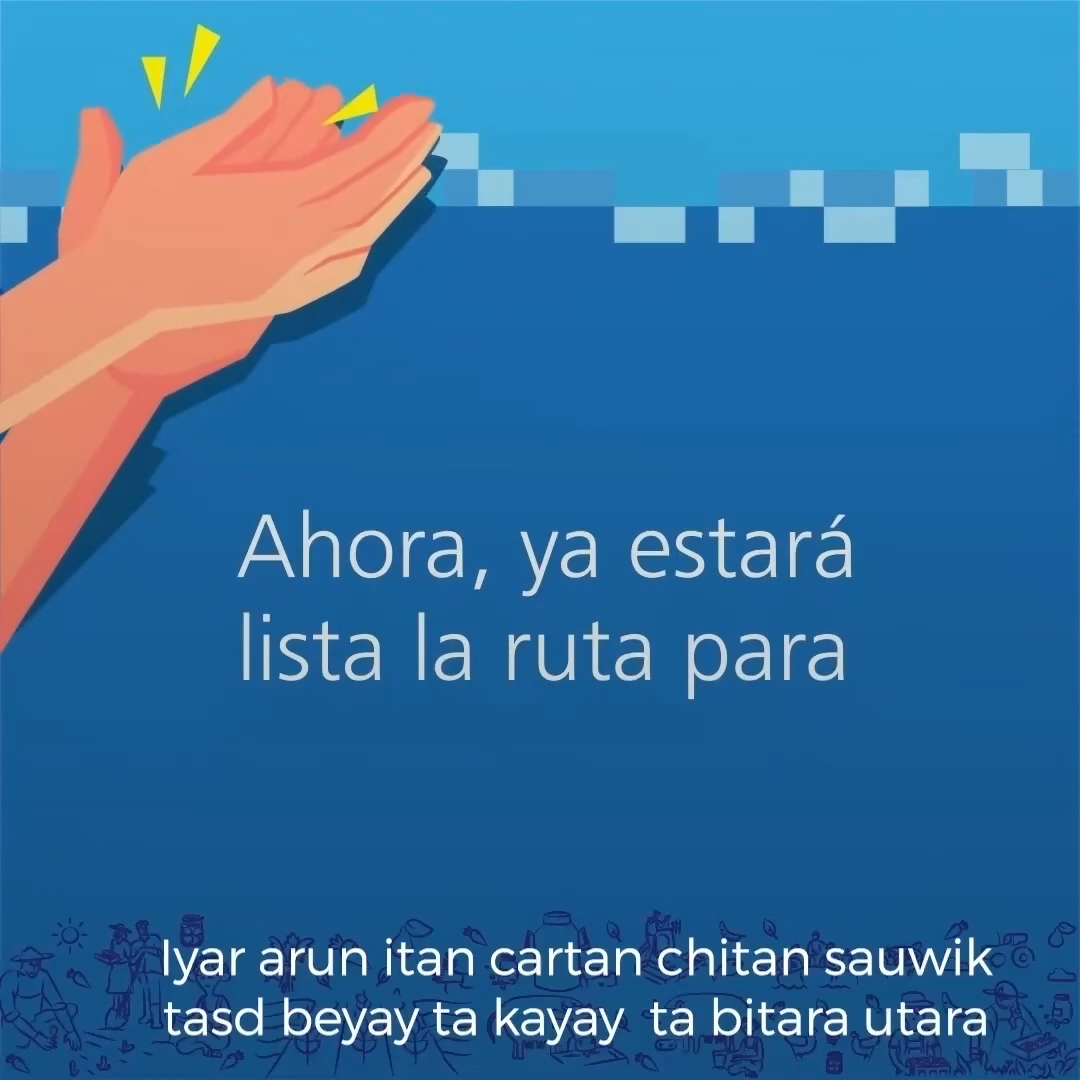 Ahora, ya estará
lista la ruta para
Iyar arun itan cartan chitan sauwik
tasd beyay ta kayay ta bitara utara